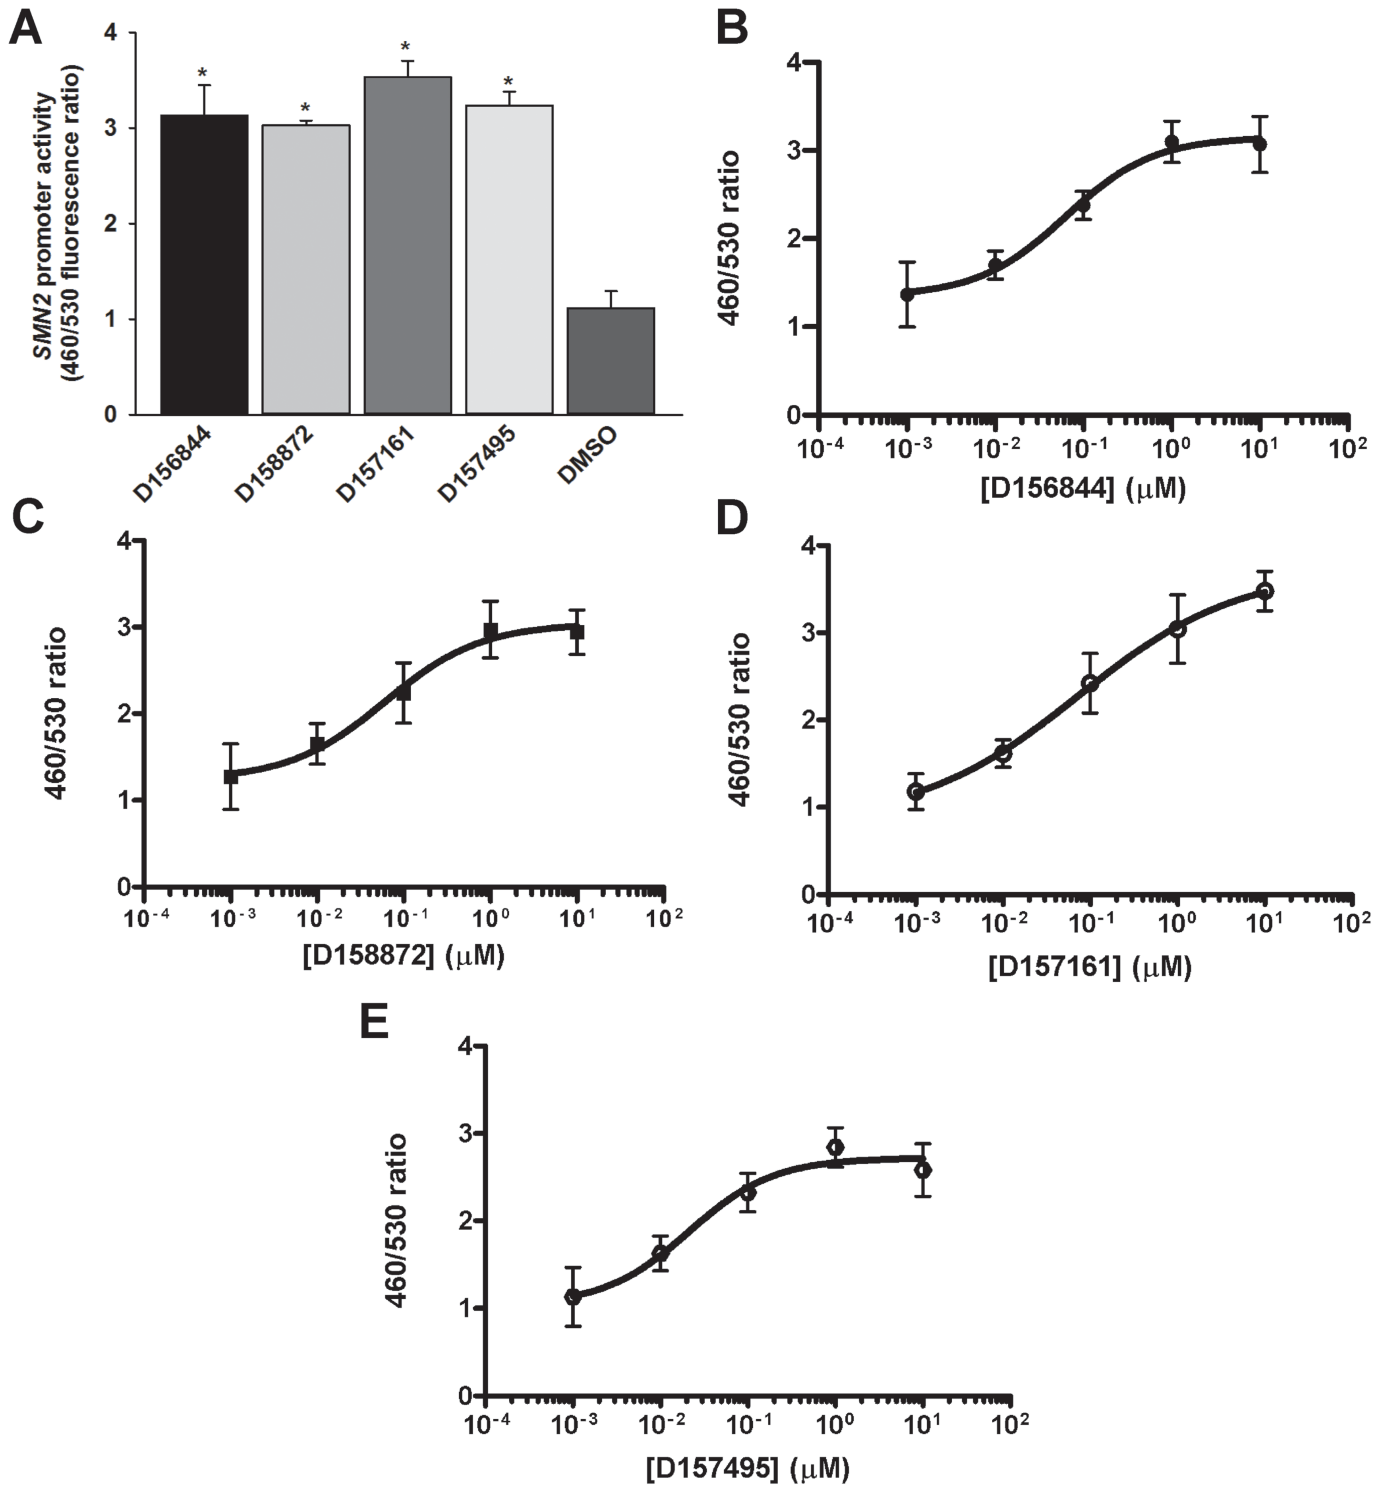 A
SMN2 promoter activity
(460/530 fluorescence ratio)
4
3
2
1
0
* * * *
D156844 D158872 D157161 D157495 DMSO
B
460/530 ratio
4
3
2
1
0
10-4 10-3 10-2 10-1 100 101 102
[D156844] (μM)
C
460/530 ratio
4
3
2
1
0
10-4 10-3 10-2 10-1 100 101 102
[D158872] (μM)
D
460/530 ratio
4
3
2
1
0
10-4 10-3 10-2 10-1 100 101 102
[D157161] (μM)
E
460/530 ratio
4
3
2
1
0
10-4 10-3 10-2 10-1 100 101 102
[D157495] (μM)